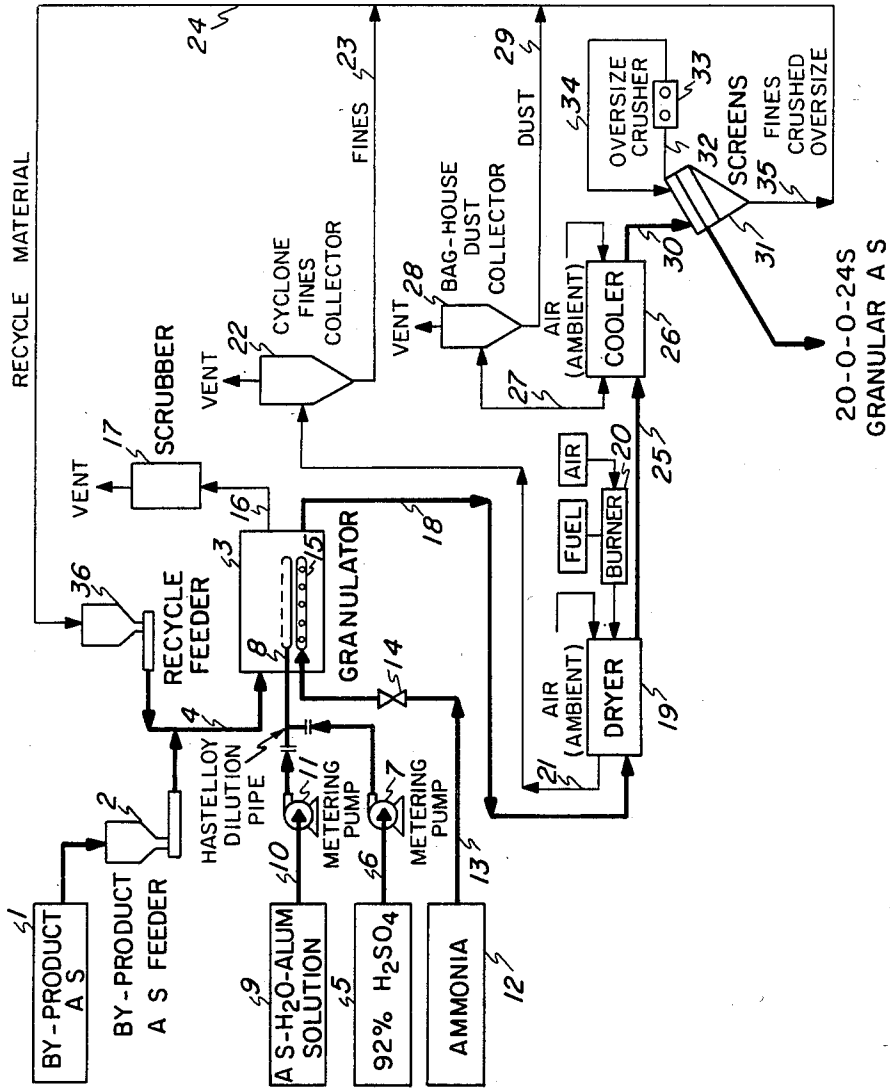 RECYCLE MATERIAL
24
1
BY-PRODUCT
A S
BY-PRODUCT
A S FEEDER
2
36
RECYCLE
FEEDER
4
VENT
17
SCRUBBER
16
VENT
22
CYCLONE
FINES
COLLECTOR
FINES
23
9
A S-H2O-ALUM
SOLUTION
10
HASTELLOY
DILUTION
PIPE
11
METERING
PUMP
5
92% H2SO4
6
7
METERING
PUMP
12
AMMONIA
13
14
3
8
15
GRANULATOR
18
VENT
28
BAG-HOUSE
DUST
COLLECTOR
DUST
29
27
AIR
(AMBIENT)
DRYER
19
21
FUEL
AIR
BURNER
20
25
AIR
(AMBIENT)
COOLER
26
30
34
OVERSIZE
CRUSHER
33
32
SCREENS
31
FINES
CRUSHED
OVERSIZE
35
20-0-0-24S
GRANULAR A S